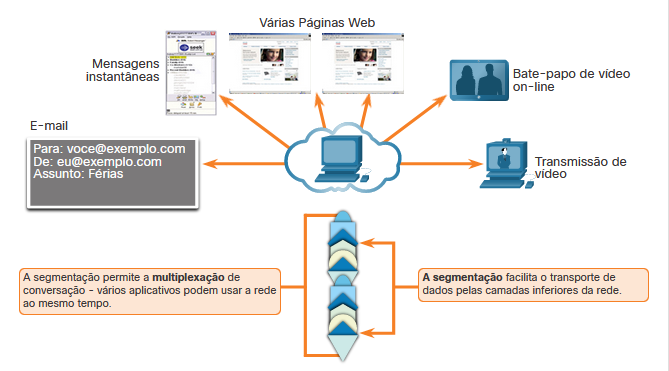 Várias Páginas Web
Mensagens
instantâneas
seek
Bate-papo de vídeo
on-line
E-mail
Para: voce@exemplo.com
De: eu@exemplo.com
Assunto: Férias
Transmissão de
vídeo
A segmentação permite a multiplexação de
conversação - vários aplicativos podem usar a rede
ao mesmo tempo.
A segmentação facilita o transporte de
dados pelas camadas inferiores da rede.